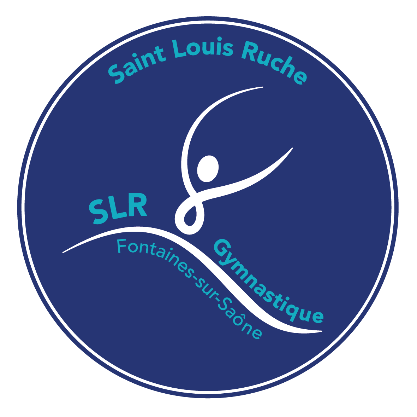 Saint Louis Ruche
SLR
Gymnastique
Fontaines-sur-Saône